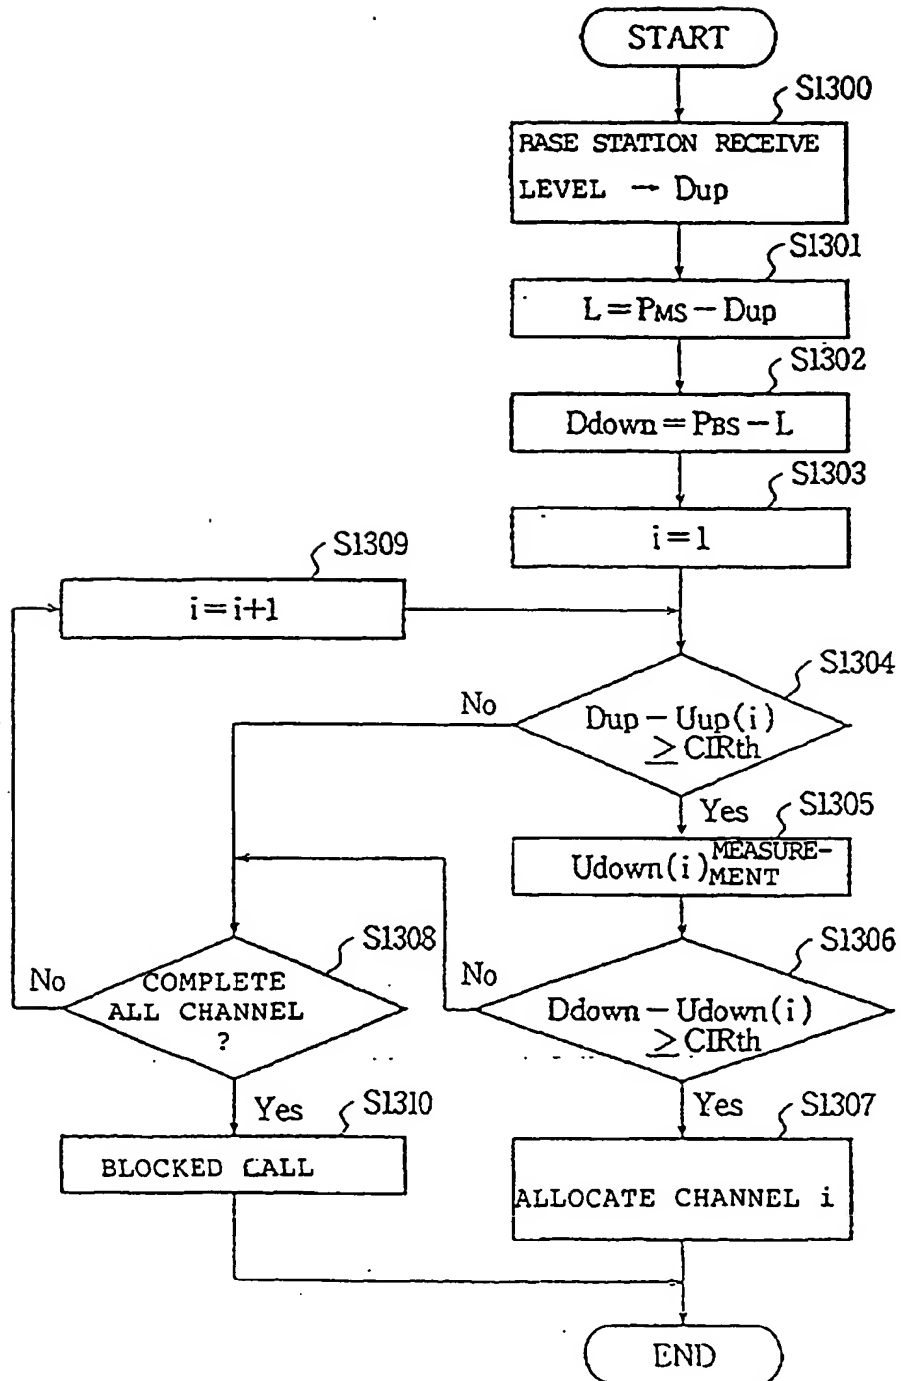 START
S1300
BASE STATION RECEIVE
LEVEL → Dup
S1301
L=PMS-Dup
S1302
Ddown=PBS-L
S1303
i=1
S1309
i=i+1
S1304
No
Dup-Uup(i)
≥CIRth
Yes
S1305
Udown(i) MEASURE-
MENT
S1308
No
COMPLETE
ALL CHANNEL
?
S1306
No
Ddown-Udown(i)
≥CIRth
Yes
S1310
BLOCKED CALL
Yes
S1307
ALLOCATE CHANNEL i
END